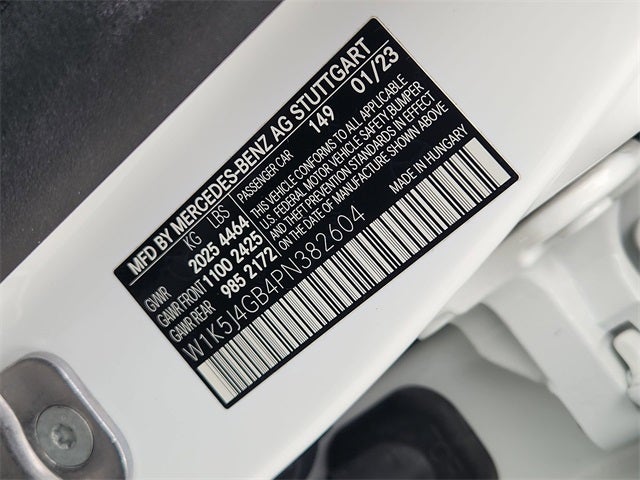 MFD BY MERCEDES-BENZ AG STUTTGART
KG LBS PASSENGER CAR 149 01/23
GVWR 2025 4464
GAWR FRONT 1100 2425
GAWR REAR 985 2172
THIS VEHICLE CONFORMS TO ALL APPLICABLE
U.S. FEDERAL MOTOR VEHICLE SAFETY, BUMPER
AND THEFT PREVENTION STANDARDS IN EFFECT
ON THE DATE OF MANUFACTURE SHOWN ABOVE
W1K5J4GB4PN382604 MADE IN HUNGARY